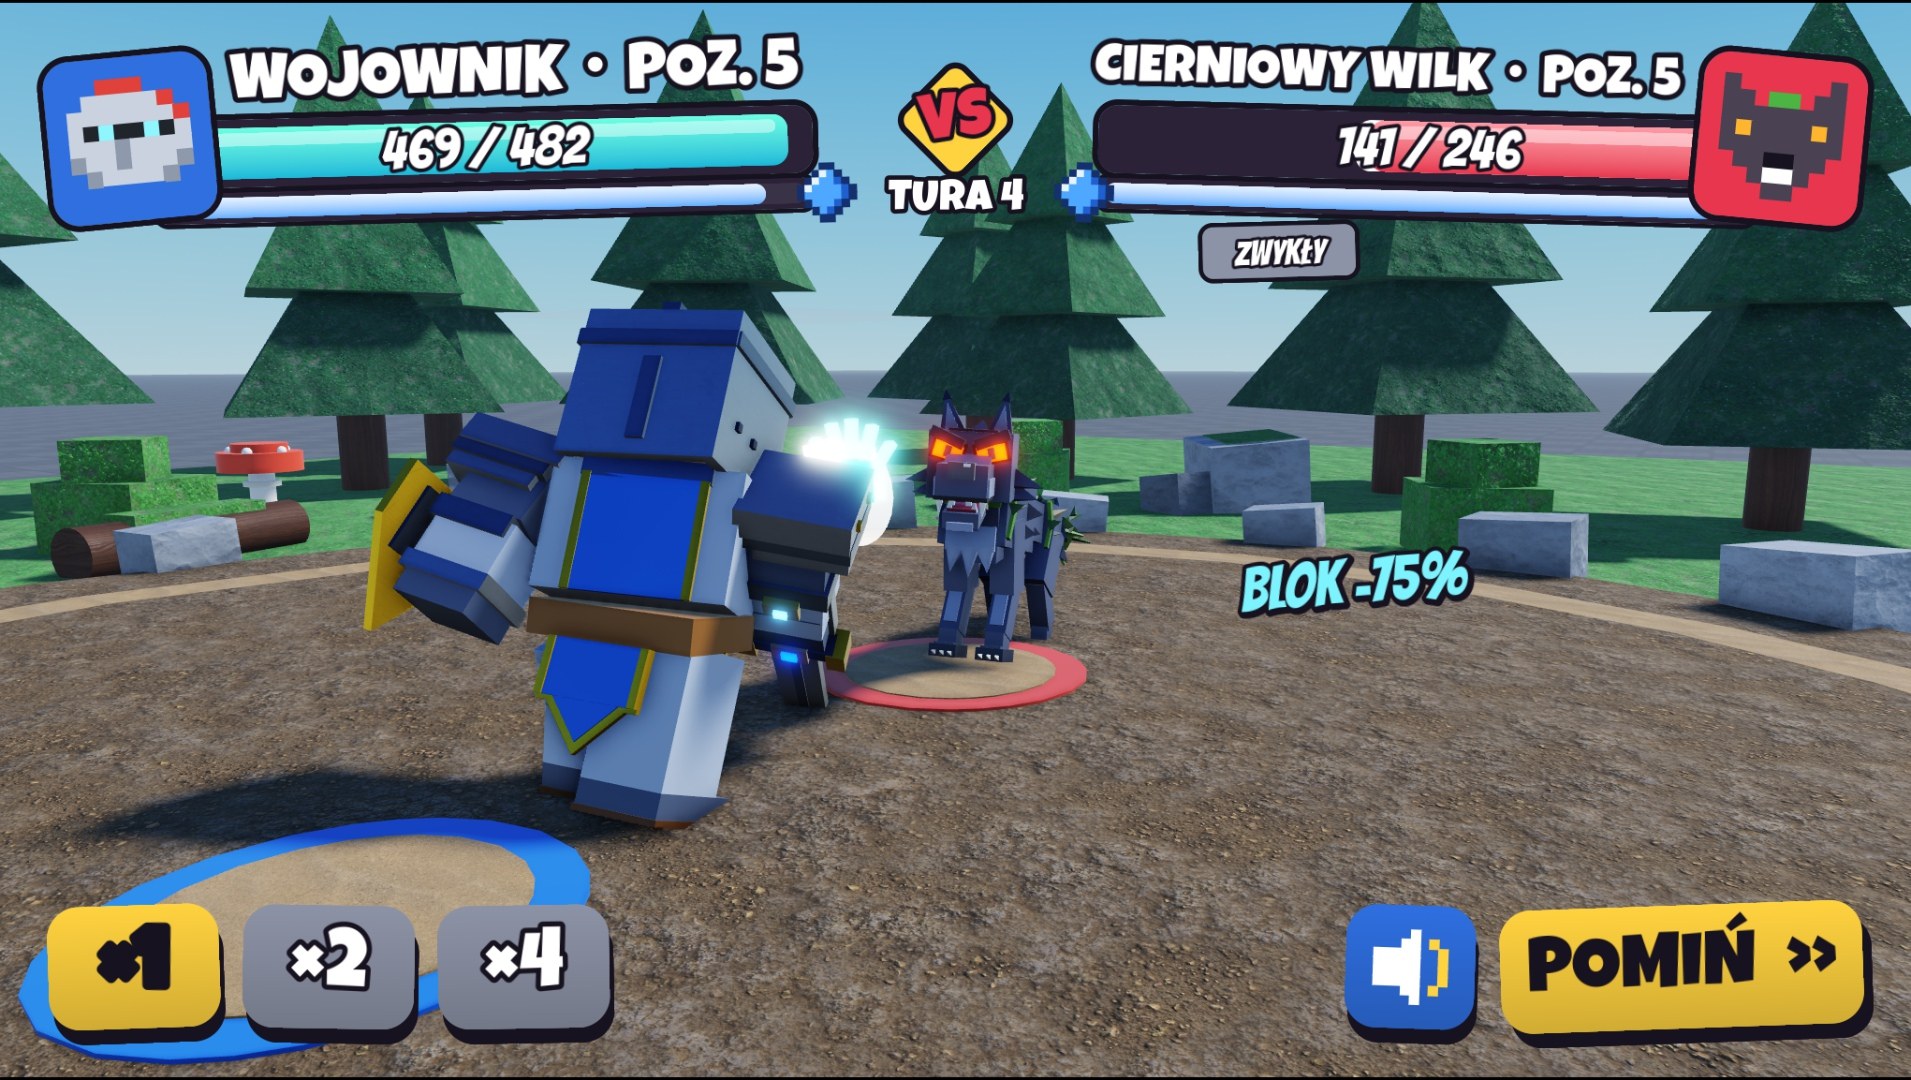 WOJOWNIK • POZ. 5
469 / 482
VS
TURA 4
CIERNIOWY WILK • POZ. 5
141 / 246
ZWYKŁY
BLOK -75%
×1
×2
×4
POMIŃ >>